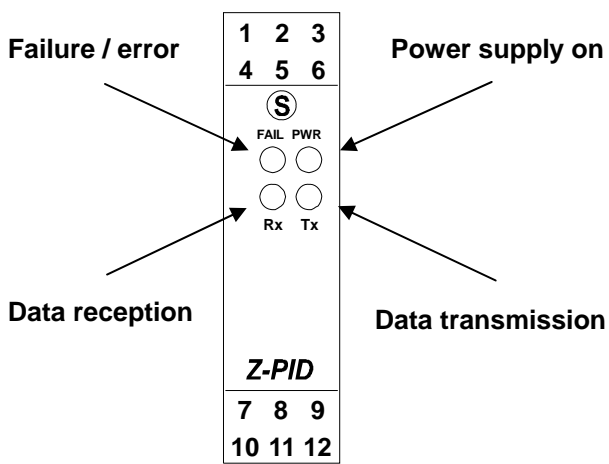 1 2 3
Failure / error
Power supply on
4 5 6
S
FAIL PWR
Rx Tx
Data reception
Data transmission
Z-PID
7 8 9
10 11 12